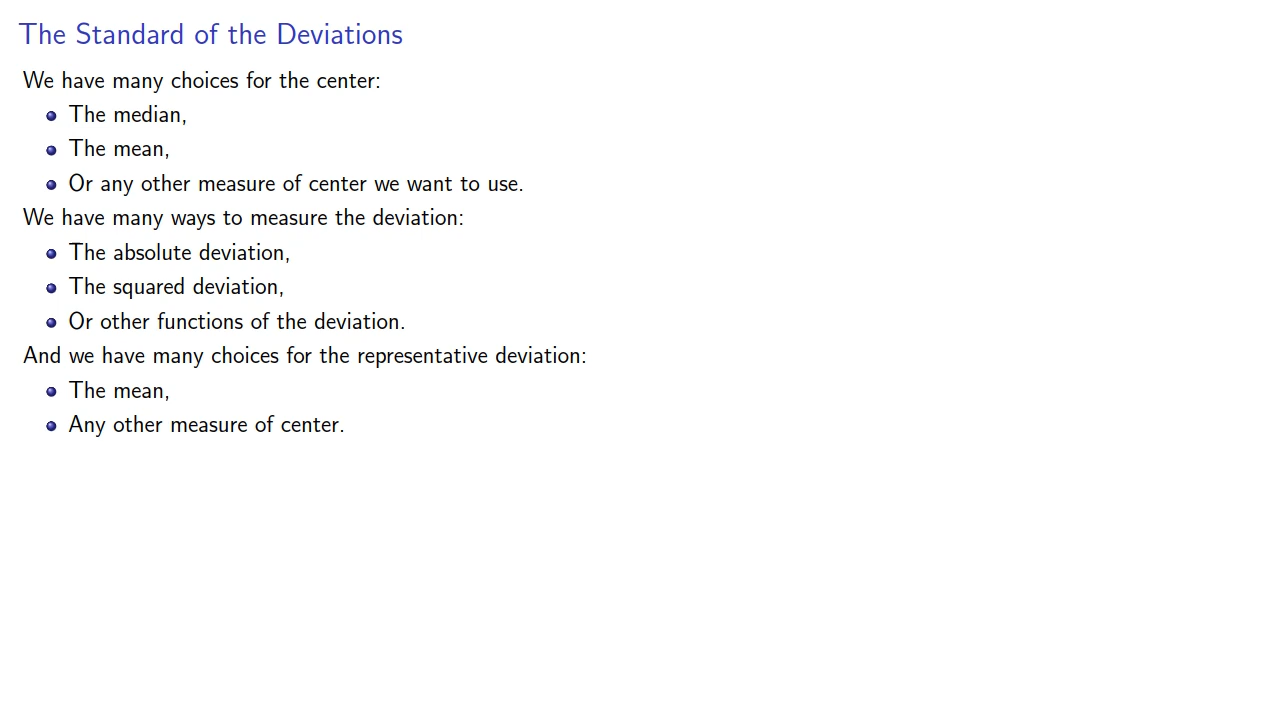 The Standard of the Deviations
We have many choices for the center:
The median,
The mean,
Or any other measure of center we want to use.
We have many ways to measure the deviation:
The absolute deviation,
The squared deviation,
Or other functions of the deviation.
And we have many choices for the representative deviation:
The mean,
Any other measure of center.